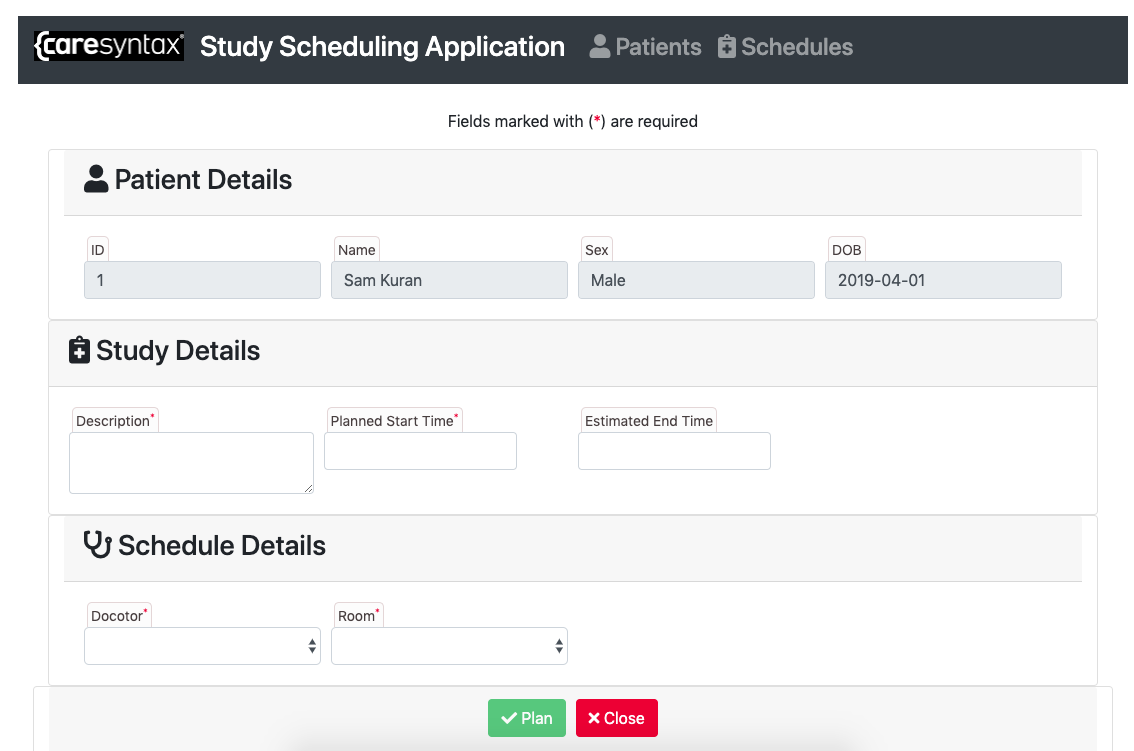 {caresyntax® Study Scheduling Application Patients Schedules
Fields marked with (*) are required
Patient Details
ID Name Sex DOB
1 Sam Kuran Male 2019-04-01
Study Details
Description* Planned Start Time* Estimated End Time
Schedule Details
Docotor* Room*
Plan Close